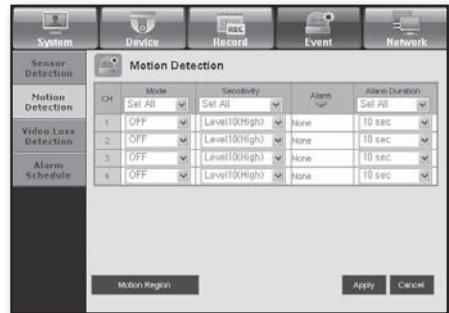 System Device Record Event Network
REC
Sensor Detection
Motion Detection
Video Loss Detection
Alarm Schedule
Motion Detection
CH Mode Sensitivity Alarm Alarm Duration
Sel All Sel All Sel All
1 OFF Level10(High) None 10 sec
2 OFF Level10(High) None 10 sec
3 OFF Level10(High) None 10 sec
4 OFF Level10(High) None 10 sec
Motion Region Apply Cancel